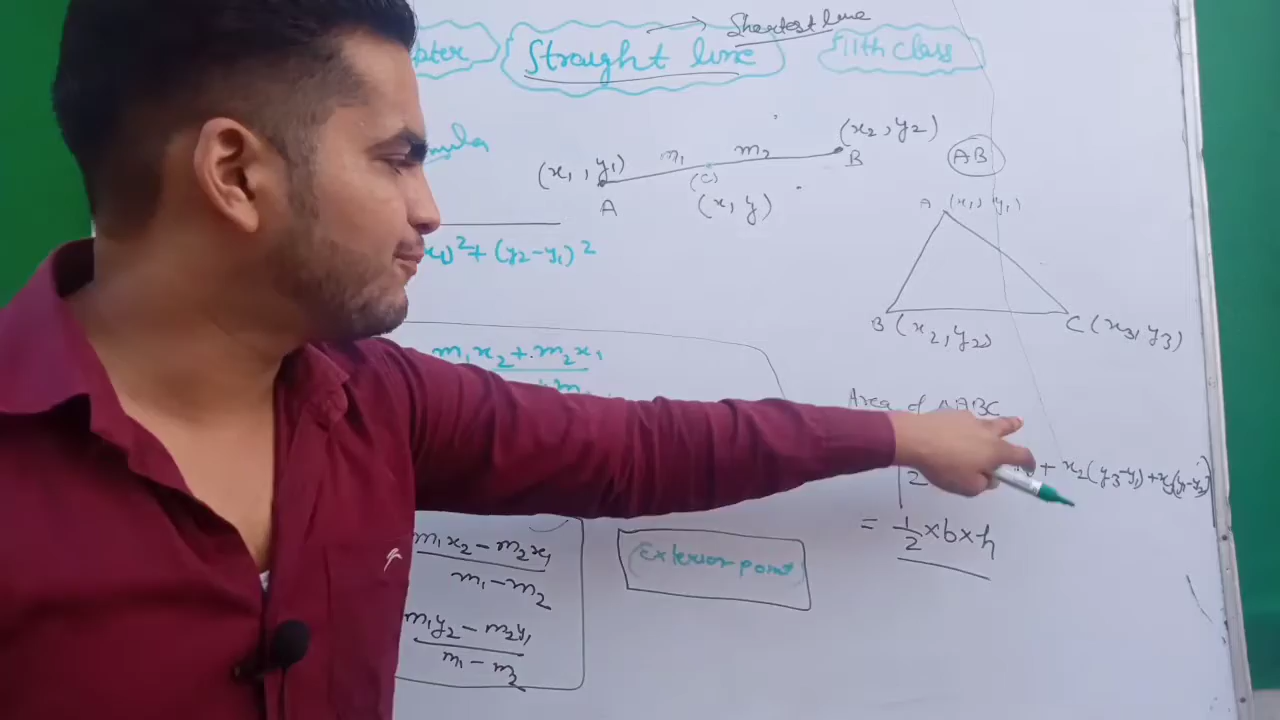 Straight line → Shortest line
11th class
(x₁, y₁) m₁ m₂ (x₂, y₂)
A (C) (x, y) B
AB
A (x₁, y₁)
B (x₂, y₂) C (x₃, y₃)
x₁)² + (y₂-y₁)²
m₁x₂ + m₂x₁
Area of △ABC
2 + x₂(y₃-y₁) + x₃(y₁-y₂)
= 1/2 × b × h
m₁x₂ - m₂x₁
m₁ - m₂
Exterior point
m₁y₂ - m₂y₁
m₁ - m₂